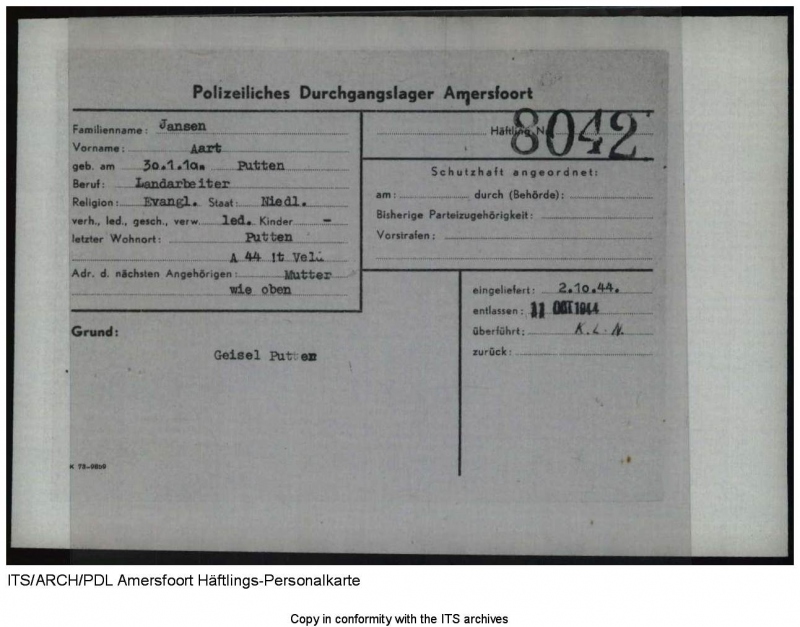 Polizeiliches Durchgangslager Amersfoort
Familienname: Jansen
Vorname: Aart
geb. am 30.1.10. Putten
Beruf: Landarbeiter
Religion: Evangl. Staat: Niedl.
verh., led., gesch., verw. led. Kinder -
letzter Wohnort: Putten
A 44 It Vel
Adr. d. nächsten Angehörigen: Mutter
wie oben
Häftling N 8042
Schutzhaft angeordnet:
am: durch (Behörde):
Bisherige Parteizugehörigkeit:
Vorstrafen:
eingeliefert: 2.10.44.
entlassen: 11 OKT 1944
überführt: K.L.N.
zurück:
Grund:
Geisel Putten
K 73-0509
ITS/ARCH/PDL Amersfoort Häftlings-Personalkarte
Copy in conformity with the ITS archives